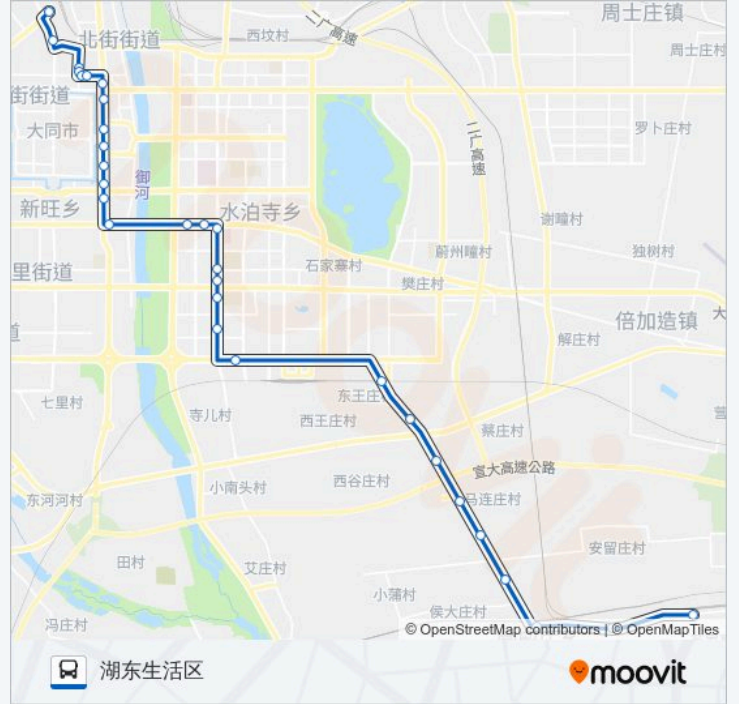 周士庄镇
二广高速
北街街道
西坟村
周士庄村
街街道
大同市
二广高速
罗卜庄村
御河
新旺乡
水泊寺乡
谢疃村
蔚州疃村
独树村
石家寨村
里街道
樊庄村
倍加造镇
大
道
解庄村
七里村
东王庄
寺儿村
西王庄村
蔡庄村
营
宣大高速公路
西谷庄村
小南头村
东河河村
马连庄村
安留庄村
田村
艾庄村
小蒲村
侯大庄村
冯庄村
© OpenStreetMap contributors | © OpenMapTiles
湖东生活区
moovit